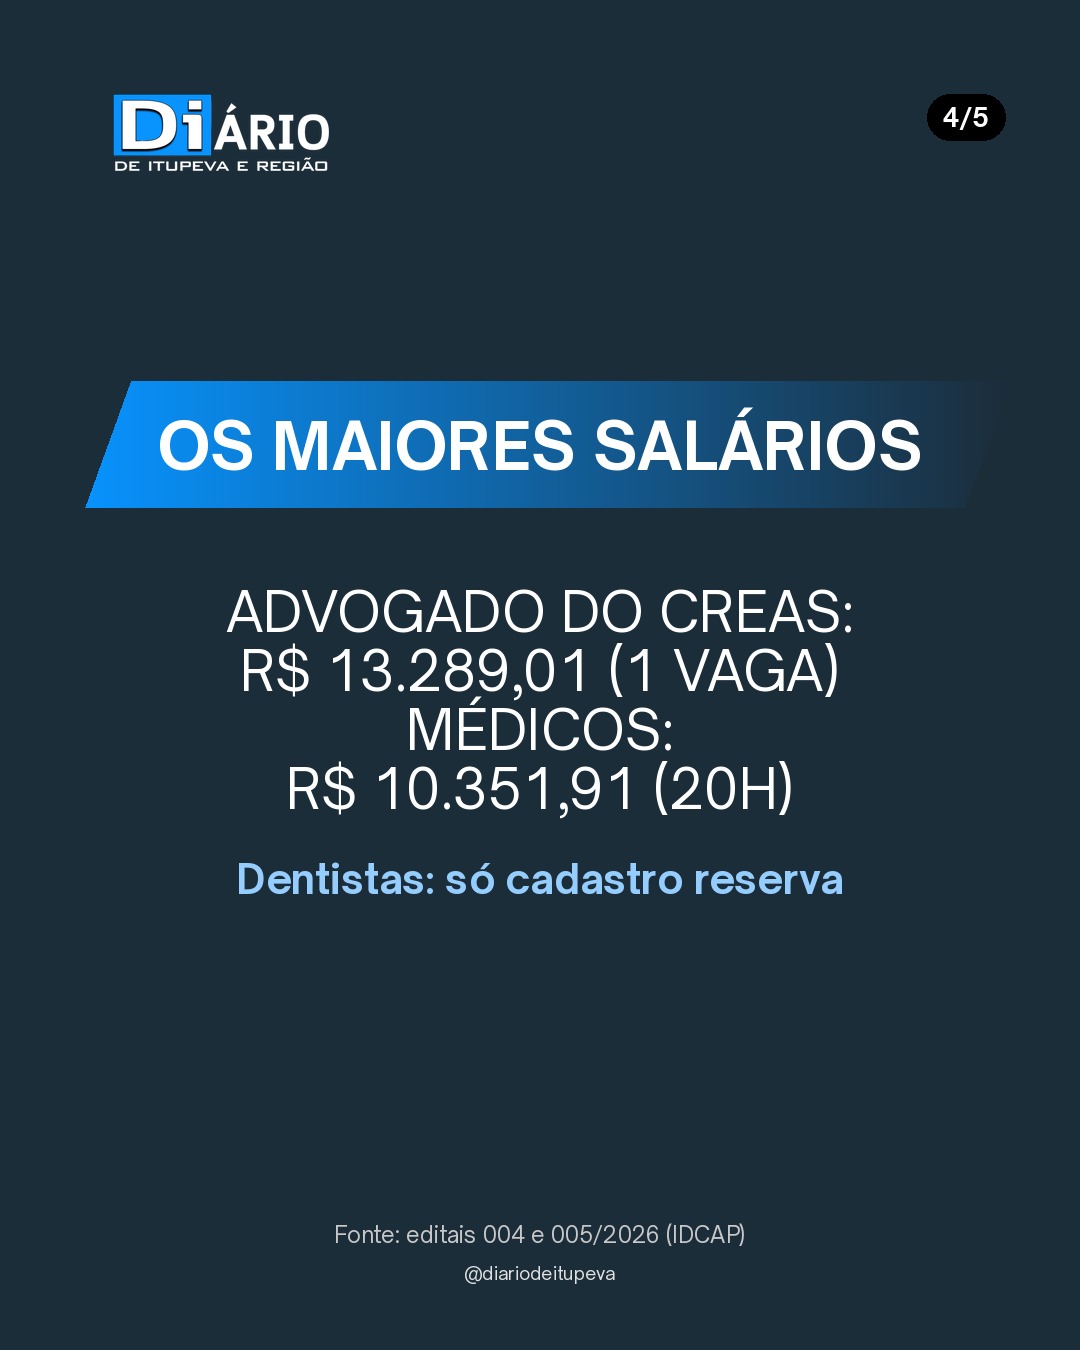 DiÁRIO
DE ITUPEVA E REGIÃO
4/5
OS MAIORES SALÁRIOS
ADVOGADO DO CREAS:
R$ 13.289,01 (1 VAGA)
MÉDICOS:
R$ 10.351,91 (20H)
Dentistas: só cadastro reserva
Fonte: editais 004 e 005/2026 (IDCAP)
@diariodeitupeva